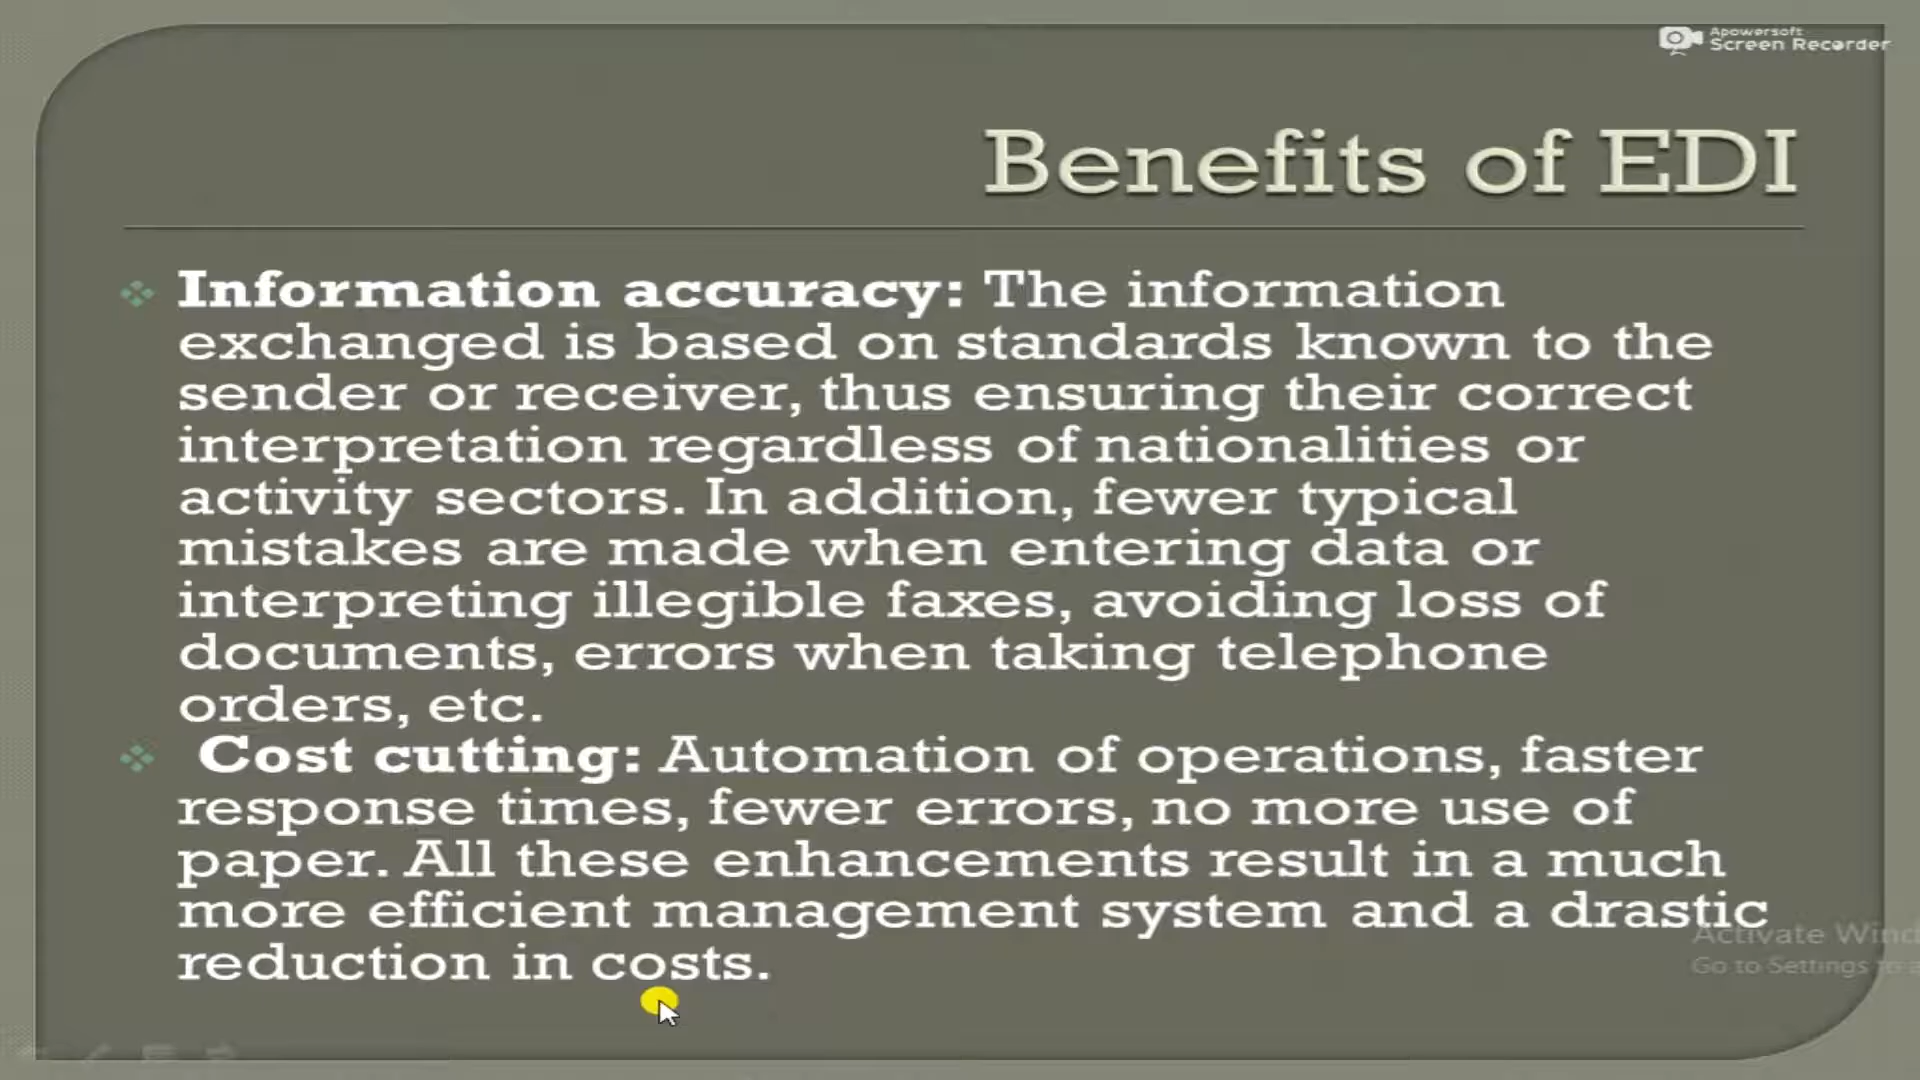 Apowersoft
Screen Recorder
Benefits of EDI
Information accuracy: The information
exchanged is based on standards known to the
sender or receiver, thus ensuring their correct
interpretation regardless of nationalities or
activity sectors. In addition, fewer typical
mistakes are made when entering data or
interpreting illegible faxes, avoiding loss of
documents, errors when taking telephone
orders, etc.
Cost cutting: Automation of operations, faster
response times, fewer errors, no more use of
paper. All these enhancements result in a much
more efficient management system and a drastic
reduction in costs.
Activate Wind
Go to Settings to a